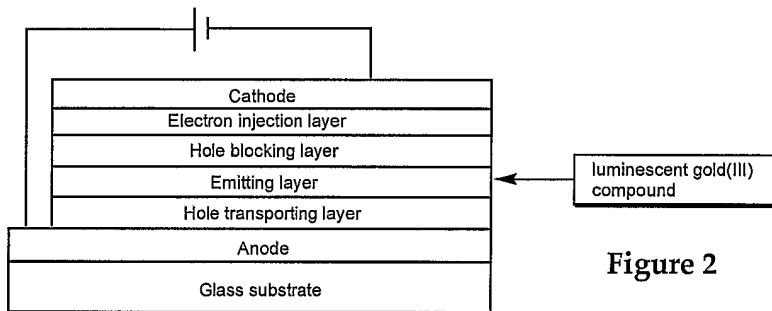 Cathode
Electron injection layer
Hole blocking layer
Emitting layer
Hole transporting layer
Anode
Glass substrate
luminescent gold(III)
compound
Figure 2